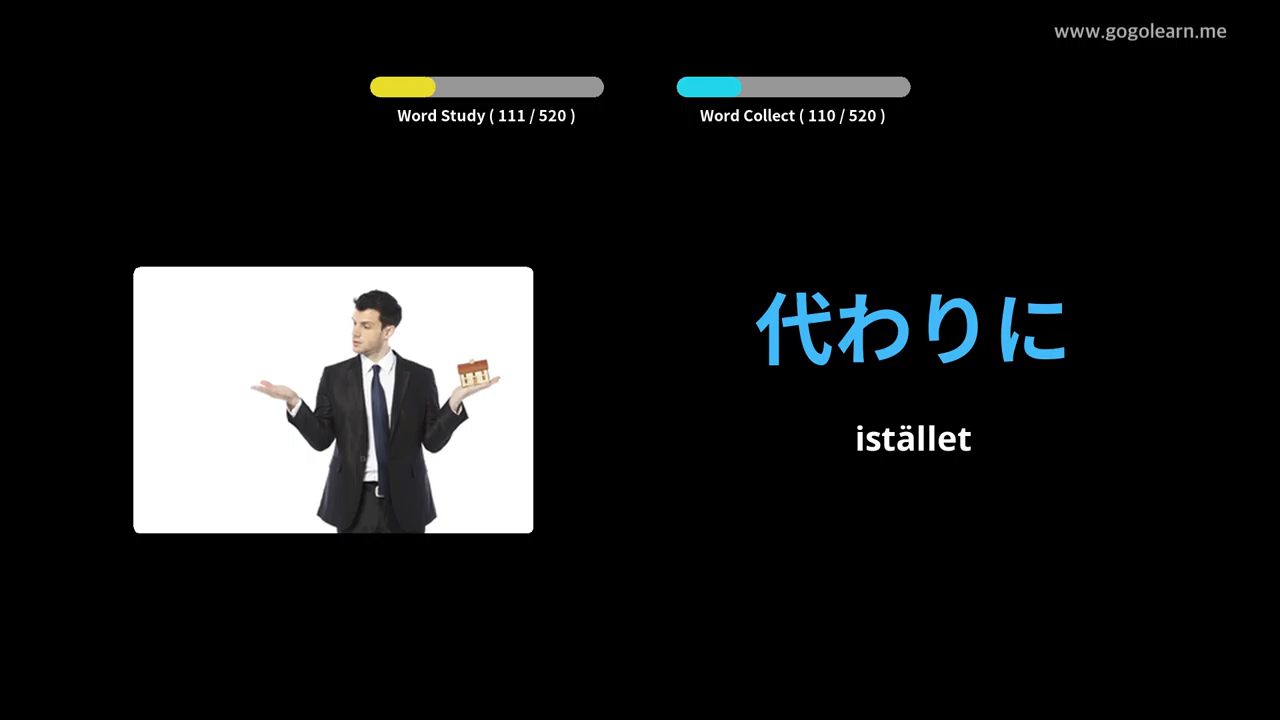 www.gogolearn.me
Word Study ( 111 / 520 )
Word Collect ( 110 / 520 )
代わりに
istället